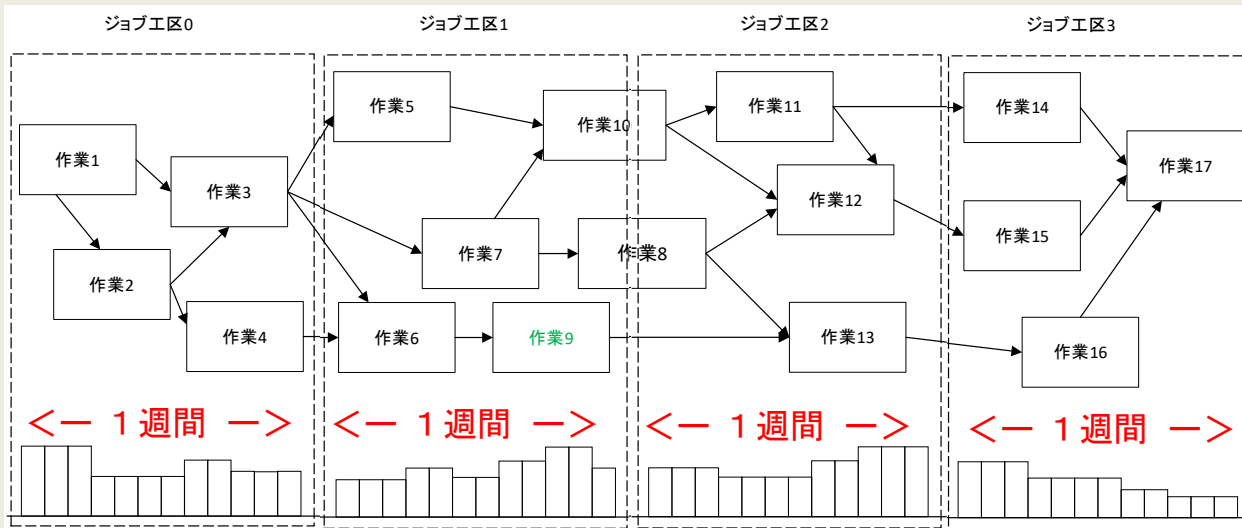 ジョブ工区0
ジョブ工区1
ジョブ工区2
ジョブ工区3
作業1
作業2
作業3
作業4
作業5
作業6
作業7
作業8
作業9
作業10
作業11
作業12
作業13
作業14
作業15
作業16
作業17
<ー １週間 ー>
<ー １週間 ー>
<ー １週間 ー>
<ー １週間 ー>